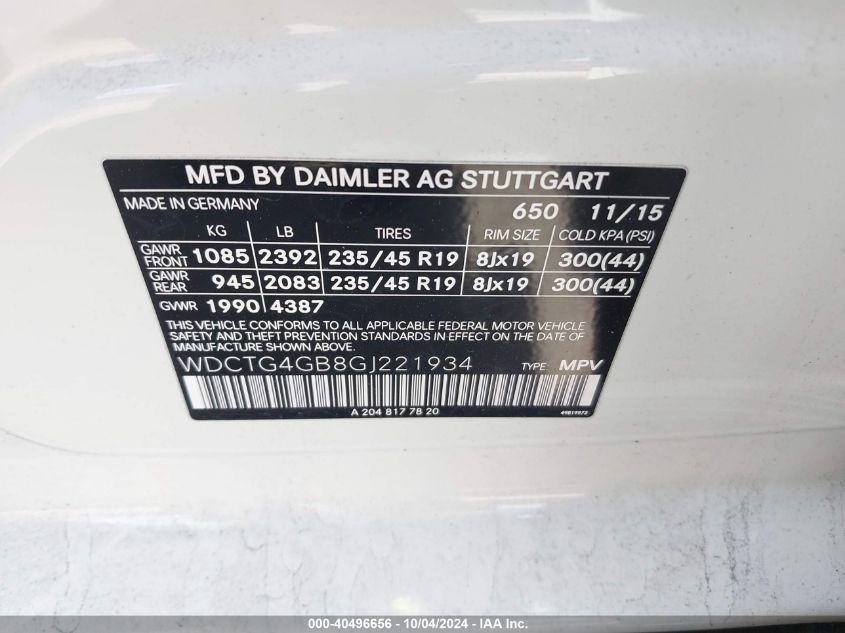 MFD BY DAIMLER AG STUTTGART
MADE IN GERMANY 650 11/15
KG LB TIRES RIM SIZE COLD KPA (PSI)
GAWR FRONT 1085 2392 235/45 R19 8Jx19 300(44)
GAWR REAR 945 2083 235/45 R19 8Jx19 300(44)
GVWR 1990 4387
THIS VEHICLE CONFORMS TO ALL APPLICABLE FEDERAL MOTOR VEHICLE
SAFETY AND THEFT PREVENTION STANDARDS IN EFFECT ON THE DATE OF
MANUFACTURE SHOWN ABOVE.
WDCTG4GB8GJ221934 TYPE: MPV
A 204 817 78 20
000-40496656 - 10/04/2024 - IAA Inc.